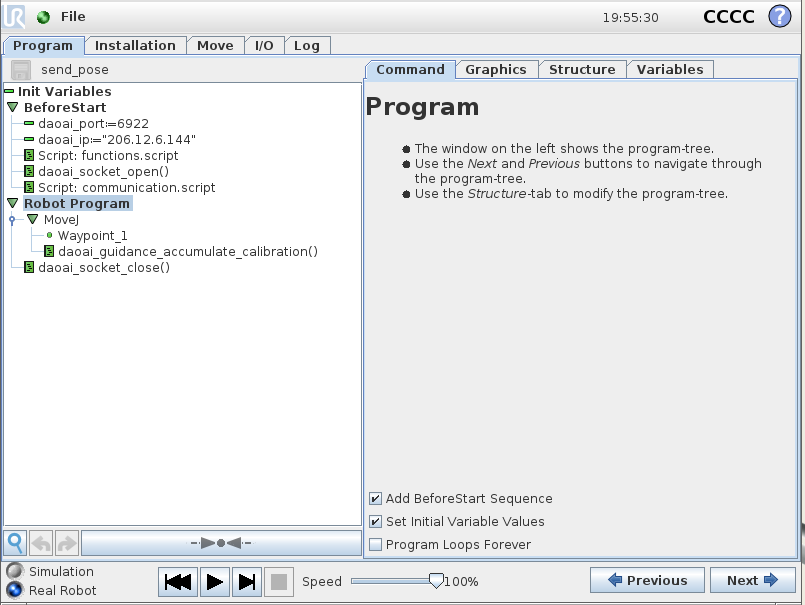 UR File 19:55:30 CCCC ?
Program Installation Move I/O Log
send_pose
Command Graphics Structure Variables
Init Variables
BeforeStart
daoai_port:=6922
daoai_ip:="206.12.6.144"
Script: functions.script
daoai_socket_open()
Script: communication.script
Robot Program
MoveJ
Waypoint_1
daoai_guidance_accumulate_calibration()
daoai_socket_close()
Program
The window on the left shows the program-tree.
Use the Next and Previous buttons to navigate through
the program-tree.
Use the Structure-tab to modify the program-tree.
Add BeforeStart Sequence
Set Initial Variable Values
Program Loops Forever
Simulation
Real Robot
Speed 100% Previous Next